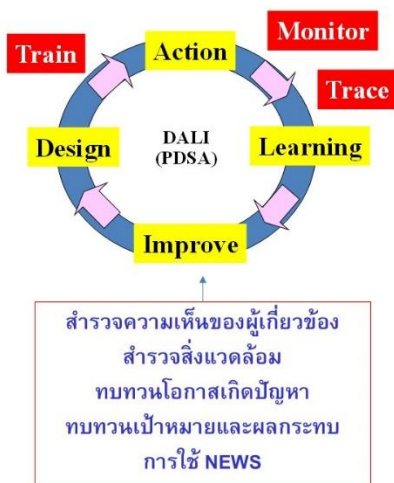 Monitor
Train
Action
Trace
DALI
(PDSA)
Design
Learning
Improve
สำรวจความเห็นของผู้เกี่ยวข้อง
สำรวจสิ่งแวดล้อม
ทบทวนโอกาสเกิดปัญหา
ทบทวนเป้าหมายและผลกระทบ
การใช้ NEWS